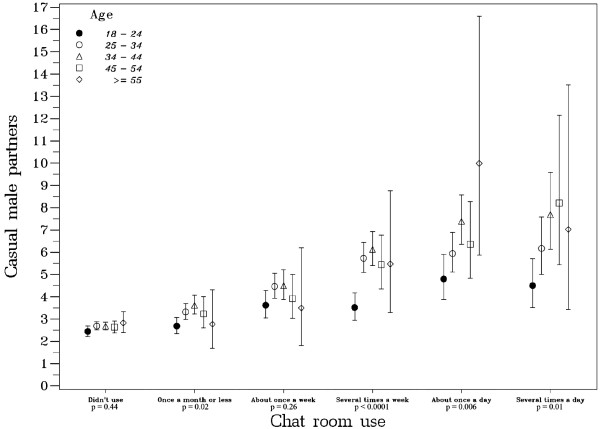 17
16
15
14
13
12
11
10
9
8
7
6
5
4
3
2
1
0
Casual male partners
Age
18 - 24
25 - 34
34 - 44
45 - 54
>= 55
Didn't use
p = 0.44
Once a month or less
p = 0.02
About once a week
p = 0.26
Several times a week
p < 0.0001
About once a day
p = 0.006
Several times a day
p = 0.01
Chat room use